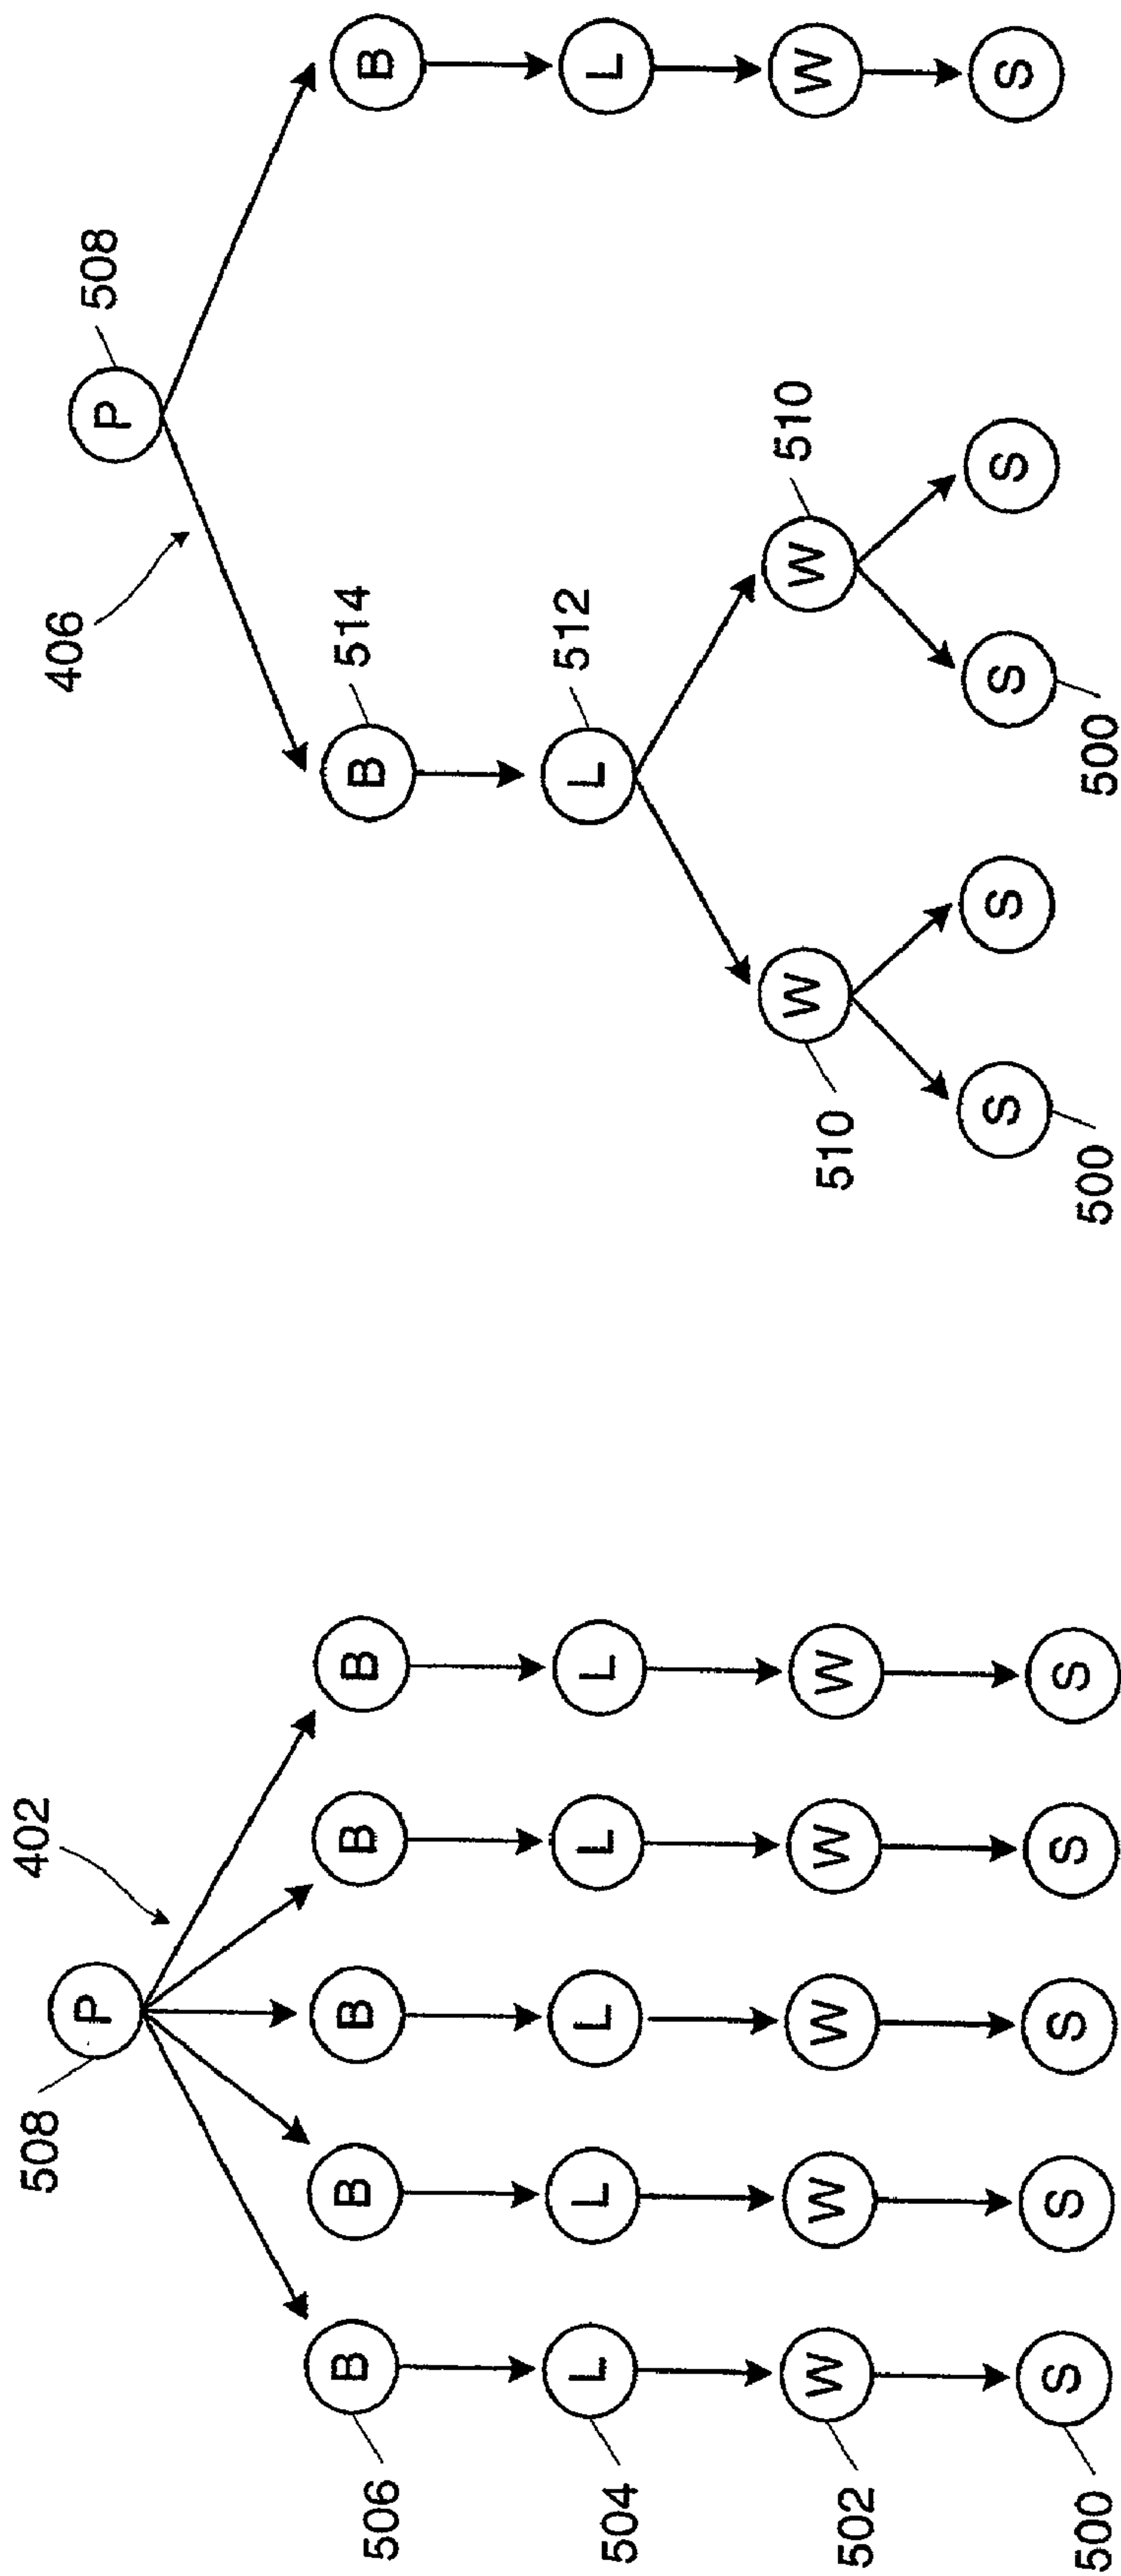 402
508
P
B B B B B
506
L L L L L
504
W W W W W
502
S S S S S
500
406
P 508
514
B B
512
L L
510
W W W
510
S S S S S
500 500